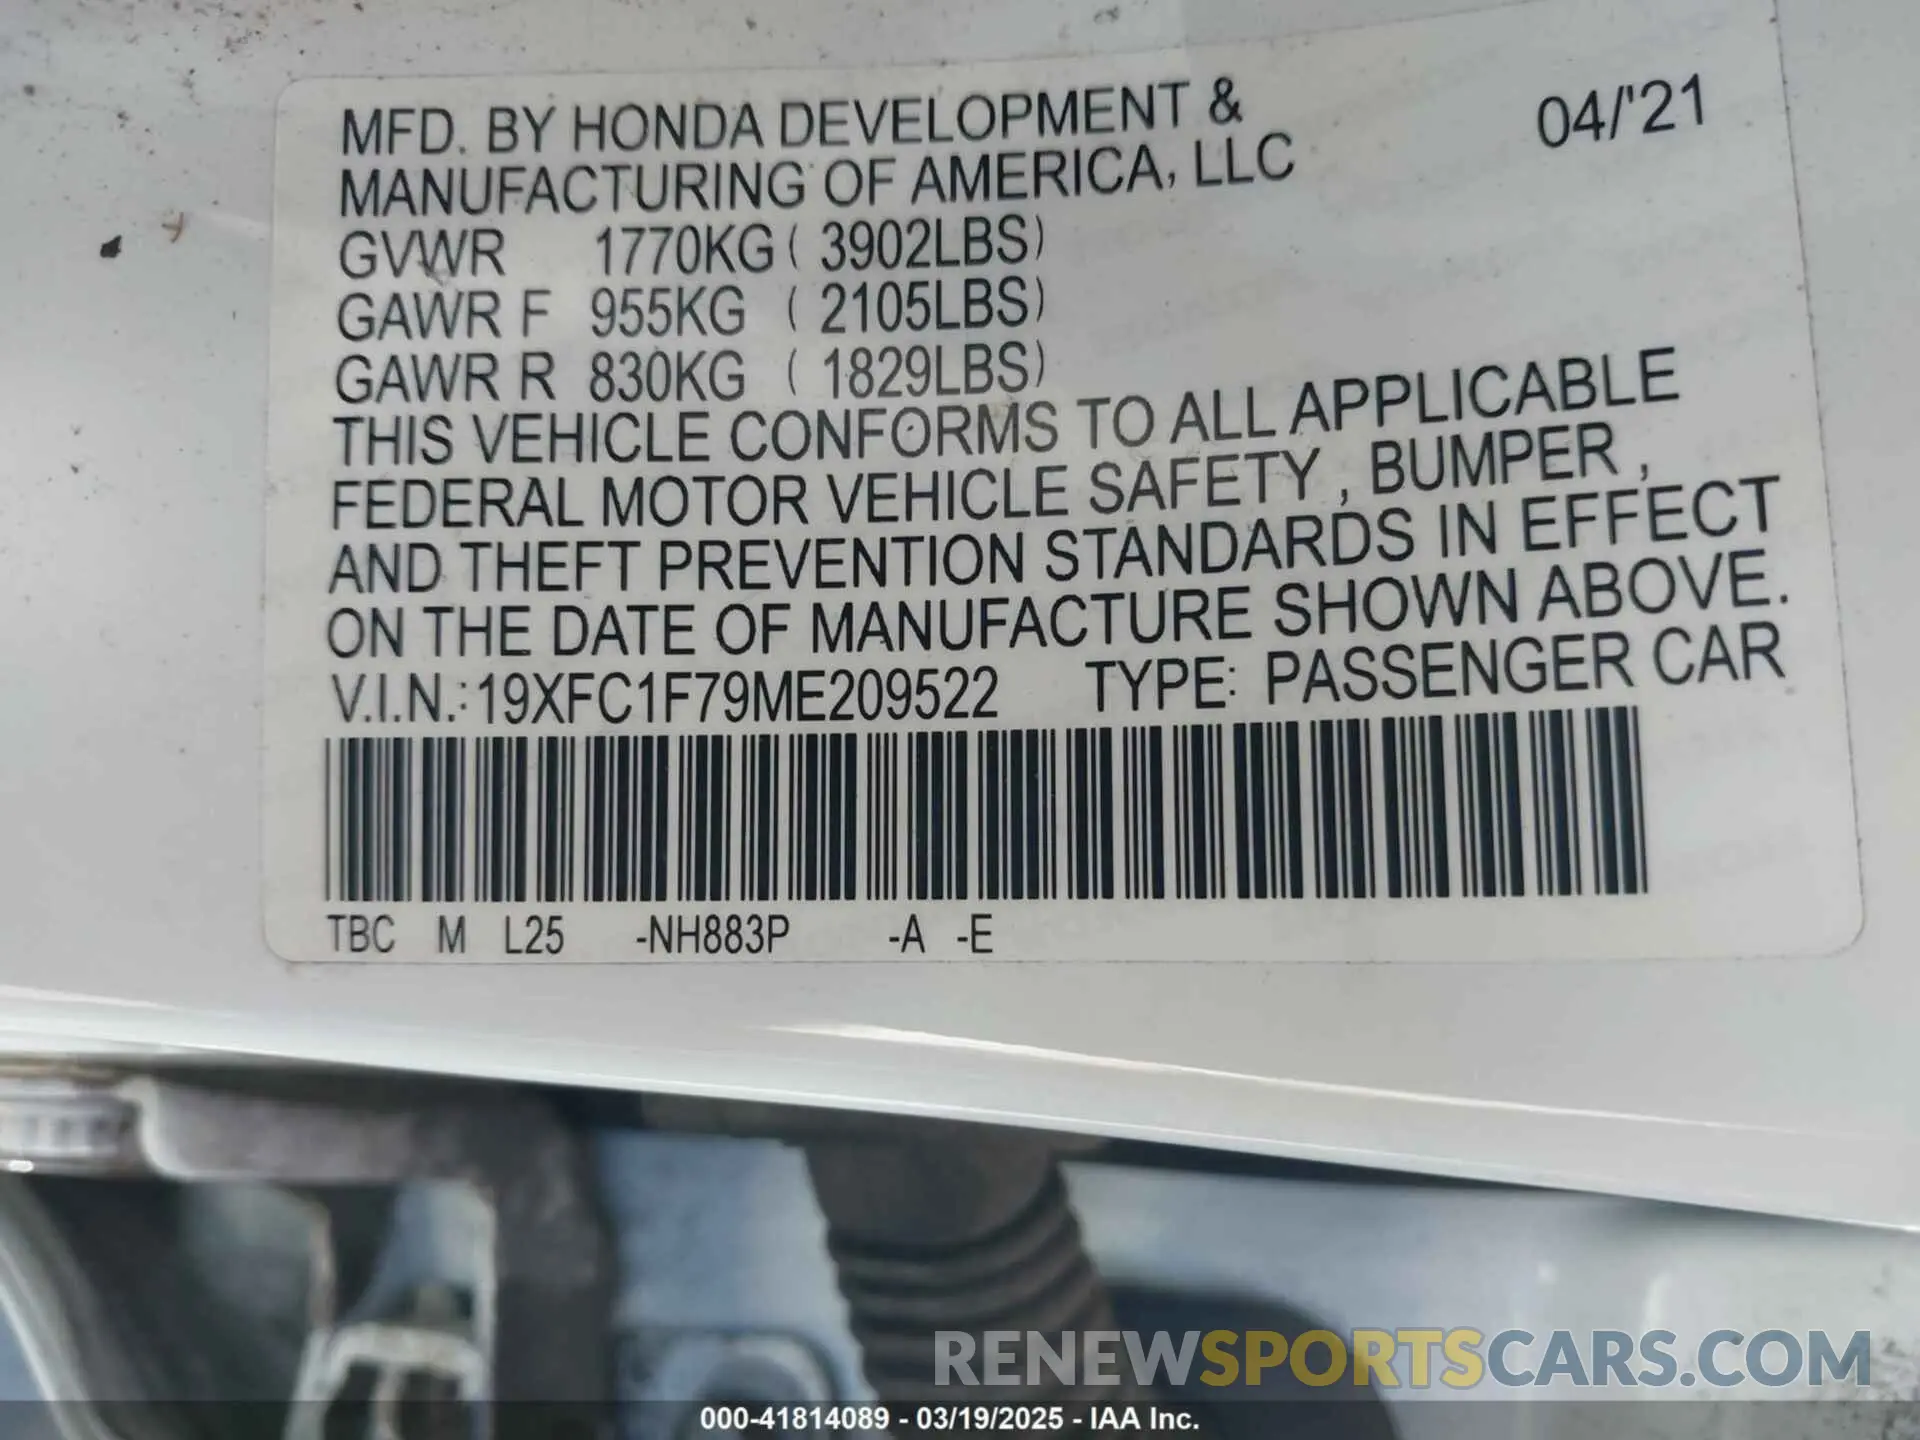 MFD. BY HONDA DEVELOPMENT & 04/'21
MANUFACTURING OF AMERICA, LLC
GVWR 1770KG ( 3902LBS)
GAWR F 955KG ( 2105LBS)
GAWR R 830KG ( 1829LBS)
THIS VEHICLE CONFORMS TO ALL APPLICABLE
FEDERAL MOTOR VEHICLE SAFETY , BUMPER ,
AND THEFT PREVENTION STANDARDS IN EFFECT
ON THE DATE OF MANUFACTURE SHOWN ABOVE.
V.I.N.: 19XFC1F79ME209522 TYPE: PASSENGER CAR
TBC M L25 -NH883P -A -E
RENEWSPORTSCARS.COM
000-41814089 - 03/19/2025 - IAA Inc.